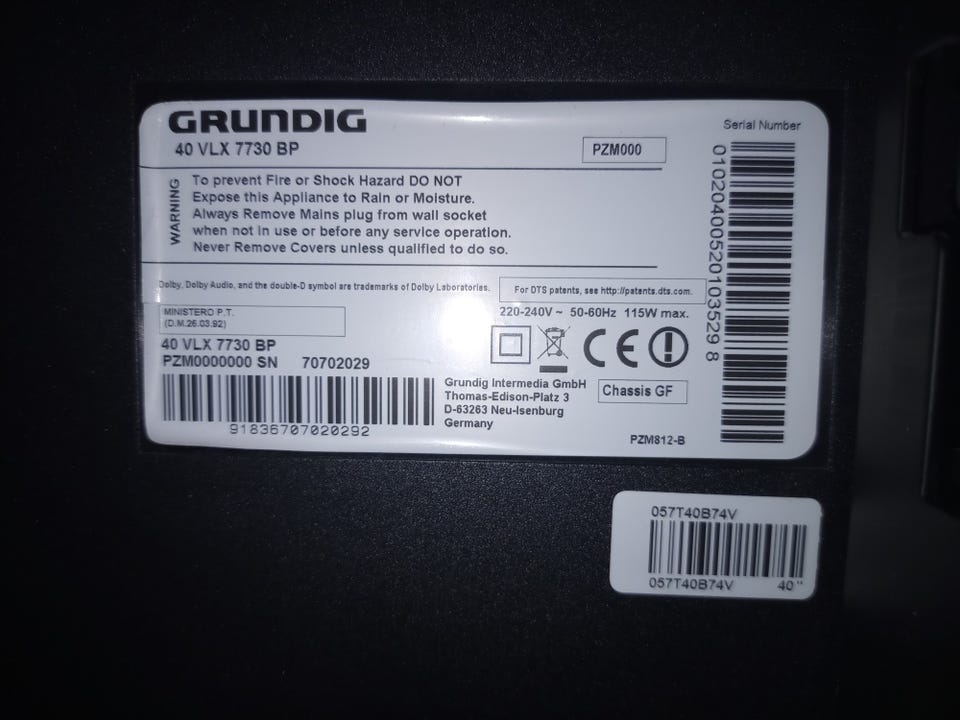 GRUNDIG
40 VLX 7730 BP
PZM000
Serial Number
WARNING
To prevent Fire or Shock Hazard DO NOT
Expose this Appliance to Rain or Moisture.
Always Remove Mains plug from wall socket
when not in use or before any service operation.
Never Remove Covers unless qualified to do so.
01020400520103529 8
Dolby, Dolby Audio, and the double-D symbol are trademarks of Dolby Laboratories.
For DTS patents, see http://patents.dts.com.
MINISTERO P.T.
(D.M.26.03.92)
220-240V ~ 50-60Hz 115W max.
40 VLX 7730 BP
PZM0000000 SN 70702029
CE
91836707020292
Grundig Intermedia GmbH
Thomas-Edison-Platz 3
D-63263 Neu-Isenburg
Germany
Chassis GF
PZM812-B
057T40B74V
057T40B74V 40"